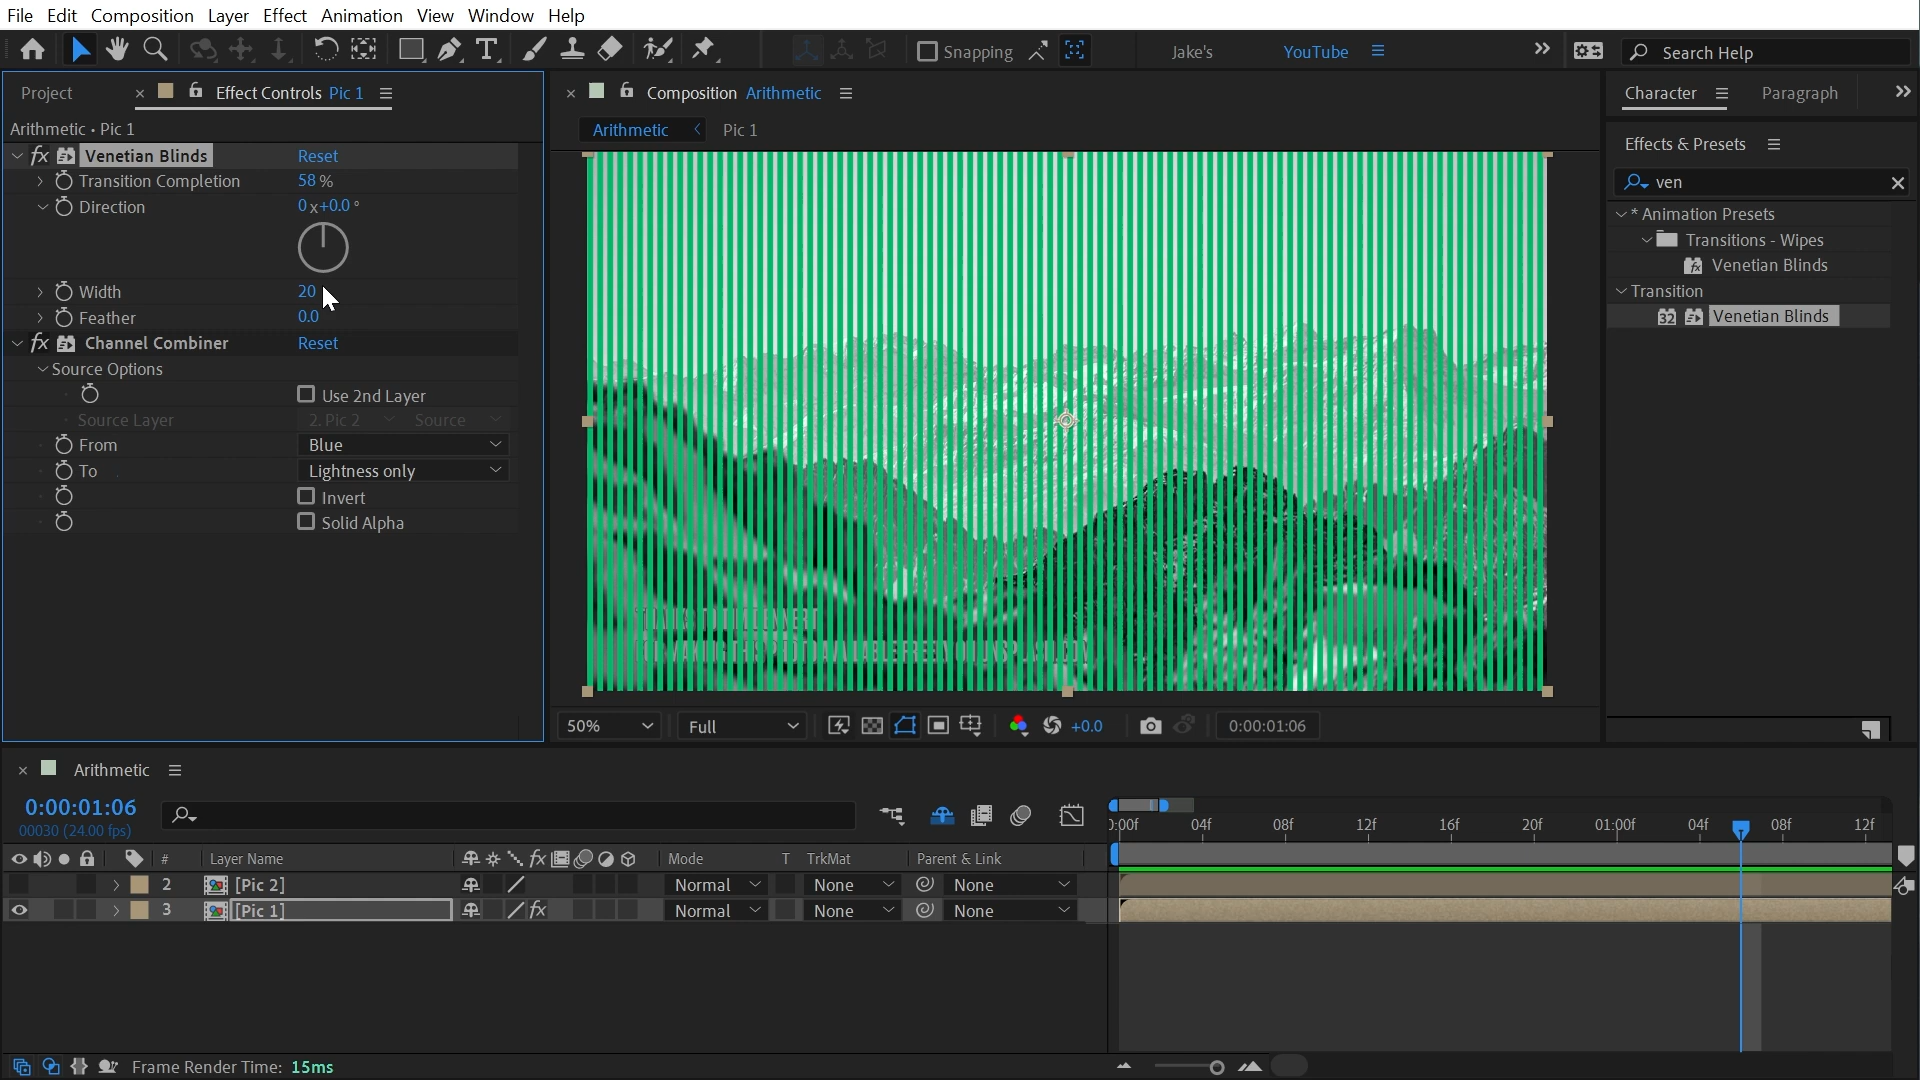 File Edit Composition Layer Effect Animation View Window Help
Snapping Jake's YouTube Search Help
Project Effect Controls Pic 1
Arithmetic • Pic 1
Venetian Blinds Reset
Transition Completion 58 %
Direction 0x+0.0°
Width 20
Feather 0.0
Channel Combiner Reset
Source Options
Use 2nd Layer
Source Layer 2. Pic 2 Source
From Blue
To Lightness only
Invert
Solid Alpha
Composition Arithmetic
Arithmetic Pic 1
50% Full +0.0 0:00:01:06
Character Paragraph
Effects & Presets
ven
* Animation Presets
Transitions - Wipes
Venetian Blinds
Transition
32 Venetian Blinds
Arithmetic
0:00:01:06
00030 (24.00 fps)
:00f 04f 08f 12f 16f 20f 01:00f 04f 08f 12f
# Layer Name Mode T TrkMat Parent & Link
2 [Pic 2] Normal None None
3 [Pic 1] Normal None None
Frame Render Time: 15ms